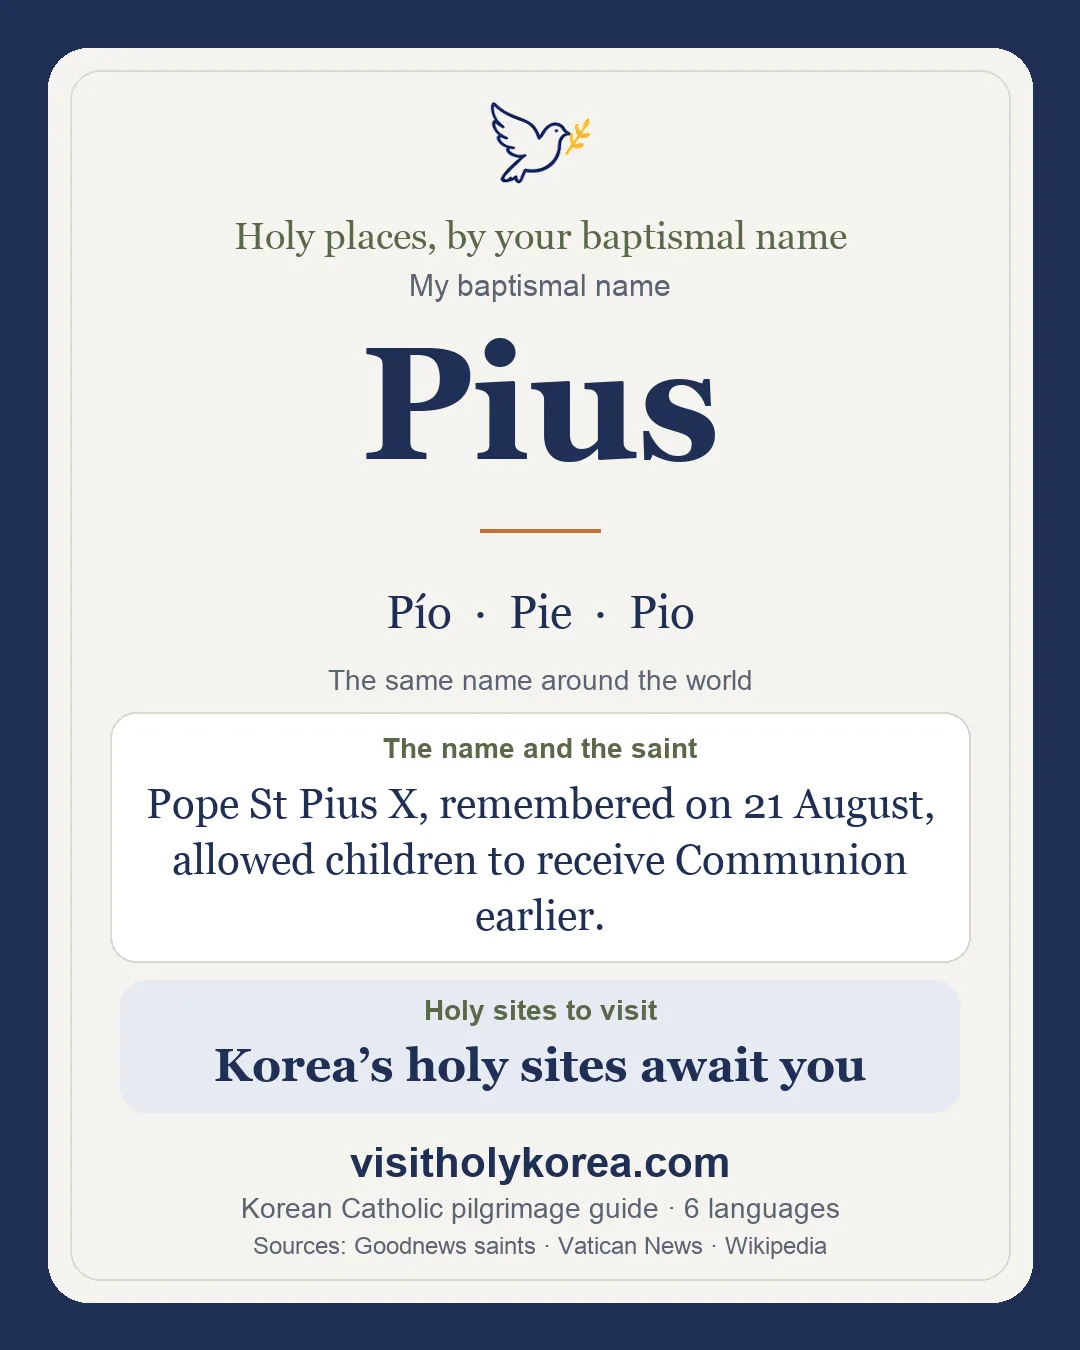 Holy places, by your baptismal name
My baptismal name
Pius
Pío · Pie · Pio
The same name around the world
The name and the saint
Pope St Pius X, remembered on 21 August,
allowed children to receive Communion
earlier.
Holy sites to visit
Korea’s holy sites await you
visitholykorea.com
Korean Catholic pilgrimage guide · 6 languages
Sources: Goodnews saints · Vatican News · Wikipedia